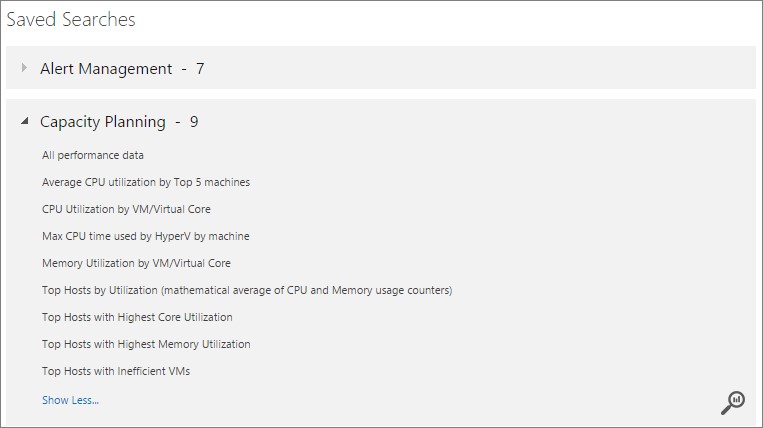 Saved Searches
Alert Management - 7
Capacity Planning - 9
All performance data
Average CPU utilization by Top 5 machines
CPU Utilization by VM/Virtual Core
Max CPU time used by HyperV by machine
Memory Utilization by VM/Virtual Core
Top Hosts by Utilization (mathematical average of CPU and Memory usage counters)
Top Hosts with Highest Core Utilization
Top Hosts with Highest Memory Utilization
Top Hosts with Inefficient VMs
Show Less...